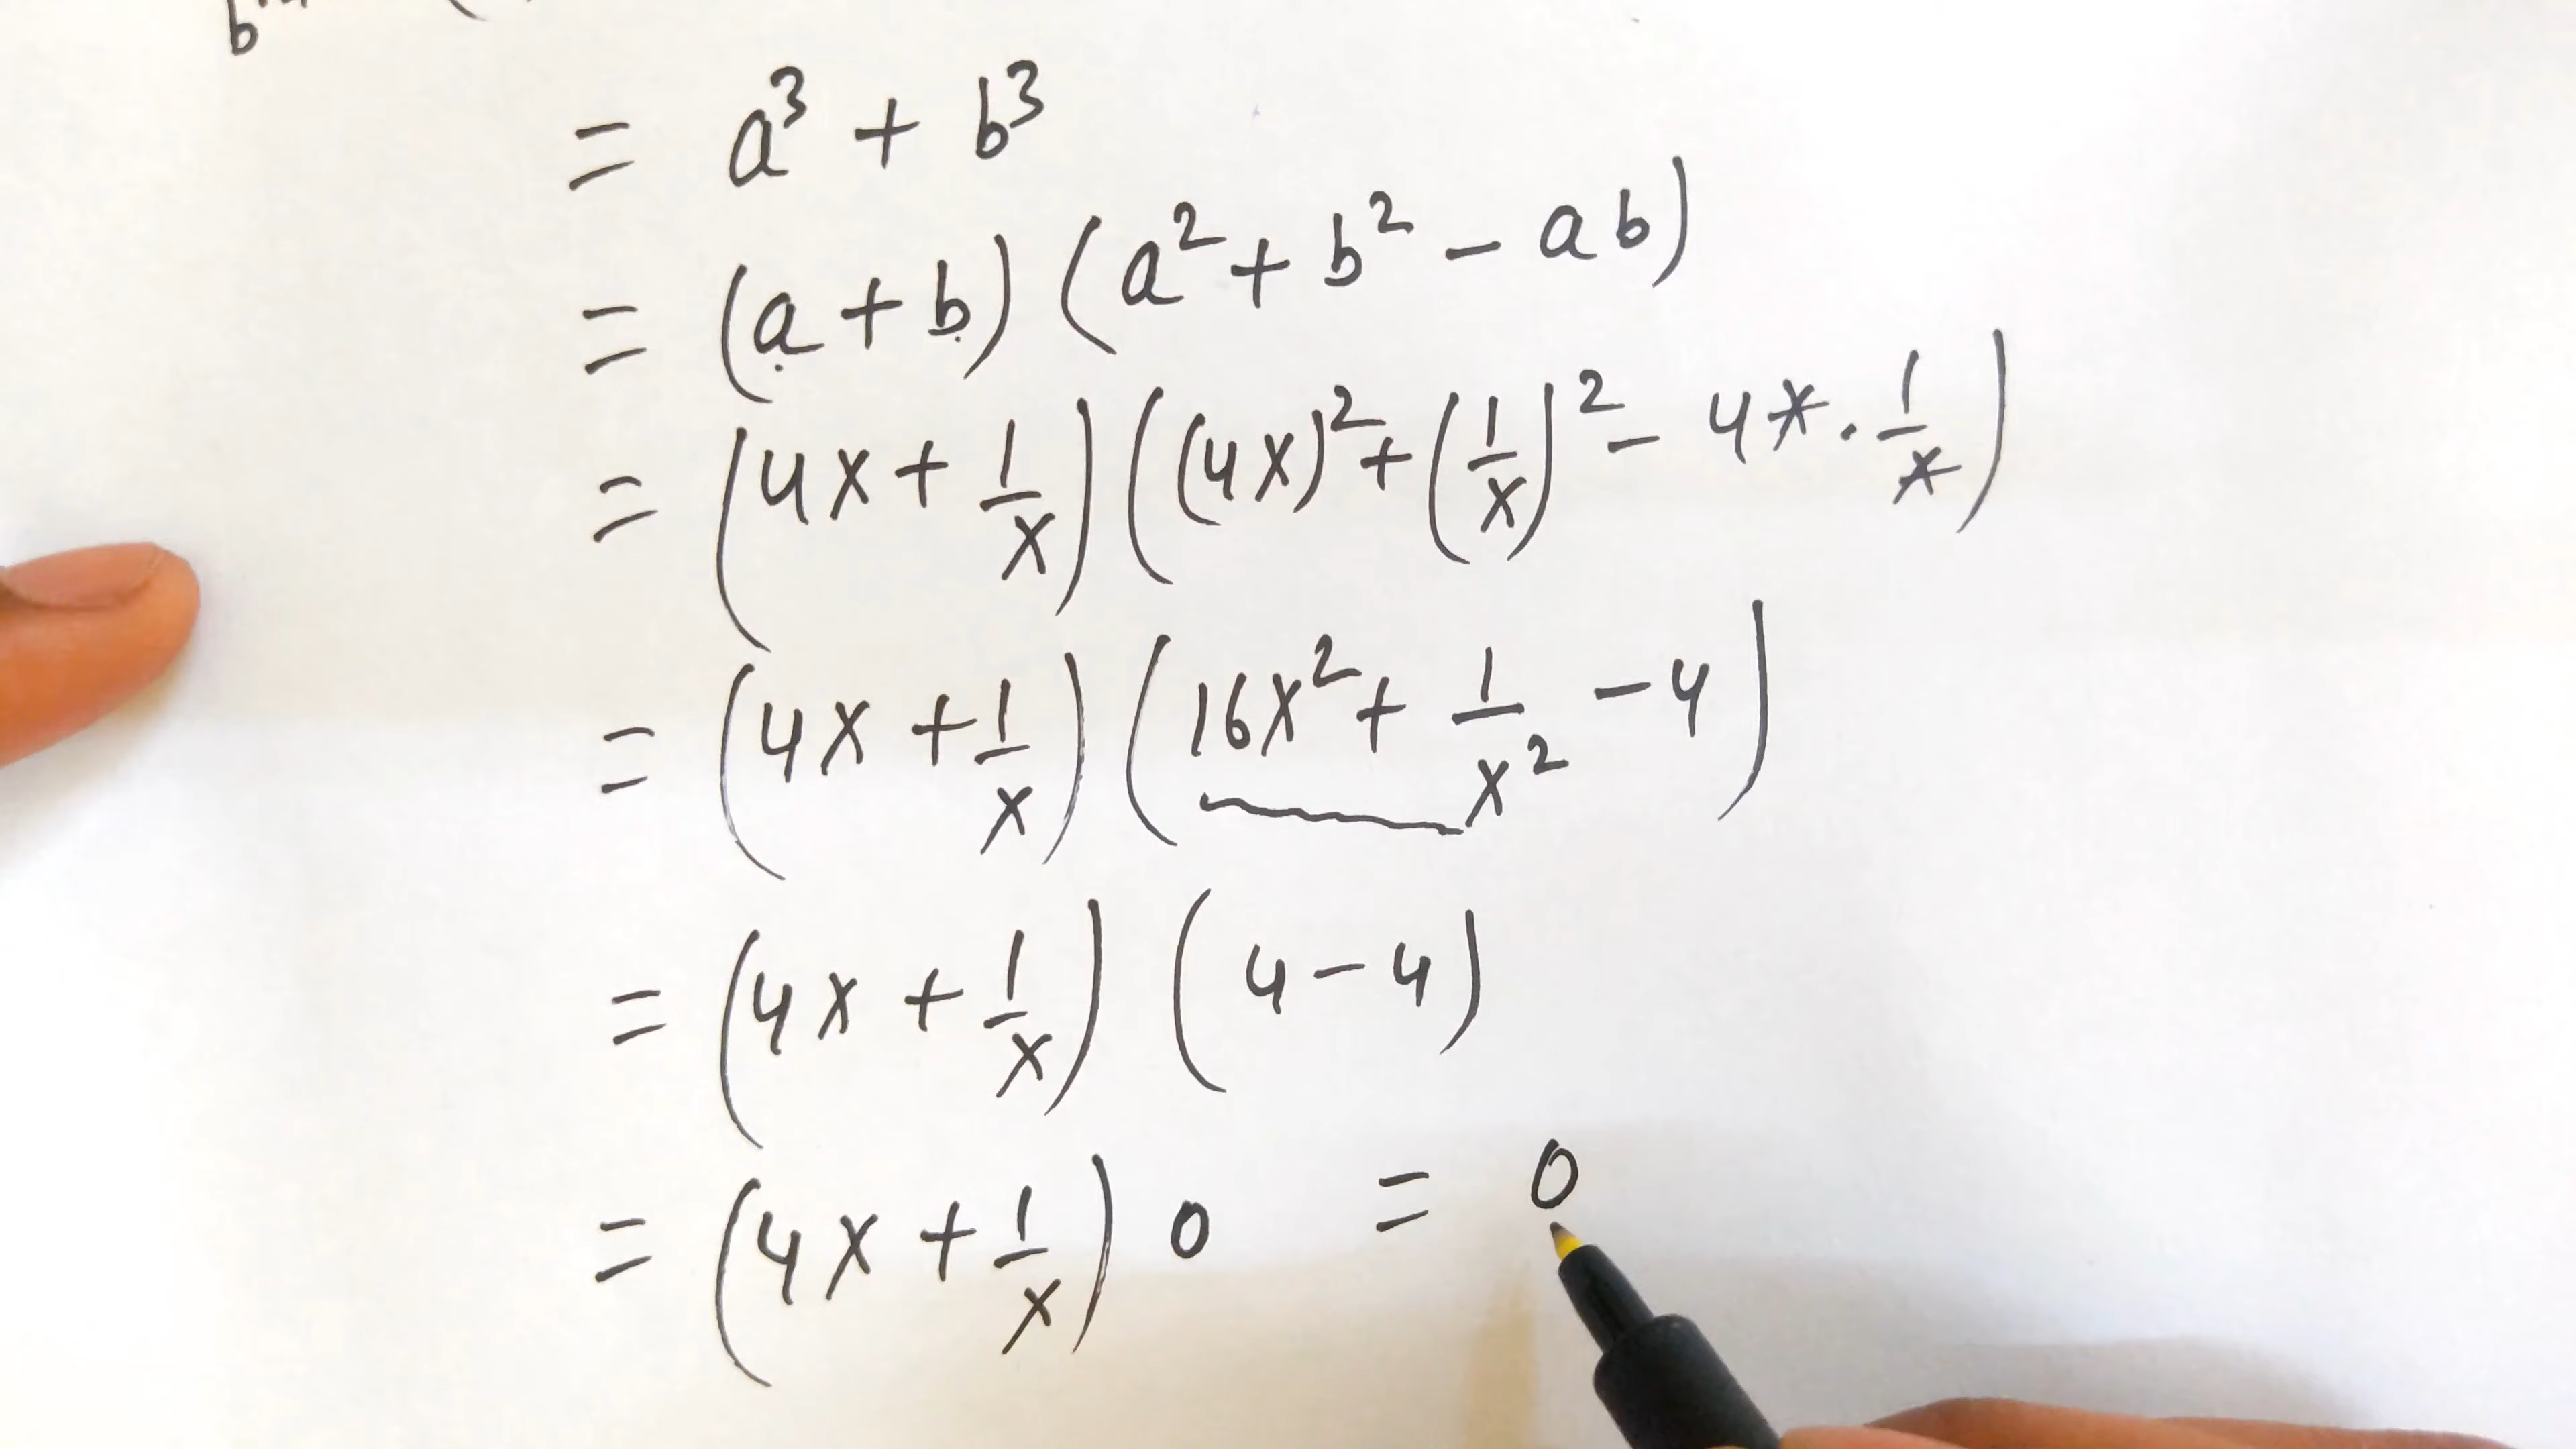 = a³ + b³
= (a + b) (a² + b² - ab)
= (4x + 1/x) ((4x)² + (1/x)² - 4x · 1/x)
= (4x + 1/x) (16x² + 1/x² - 4)
= (4x + 1/x) (4 - 4)
= (4x + 1/x) 0 = 0